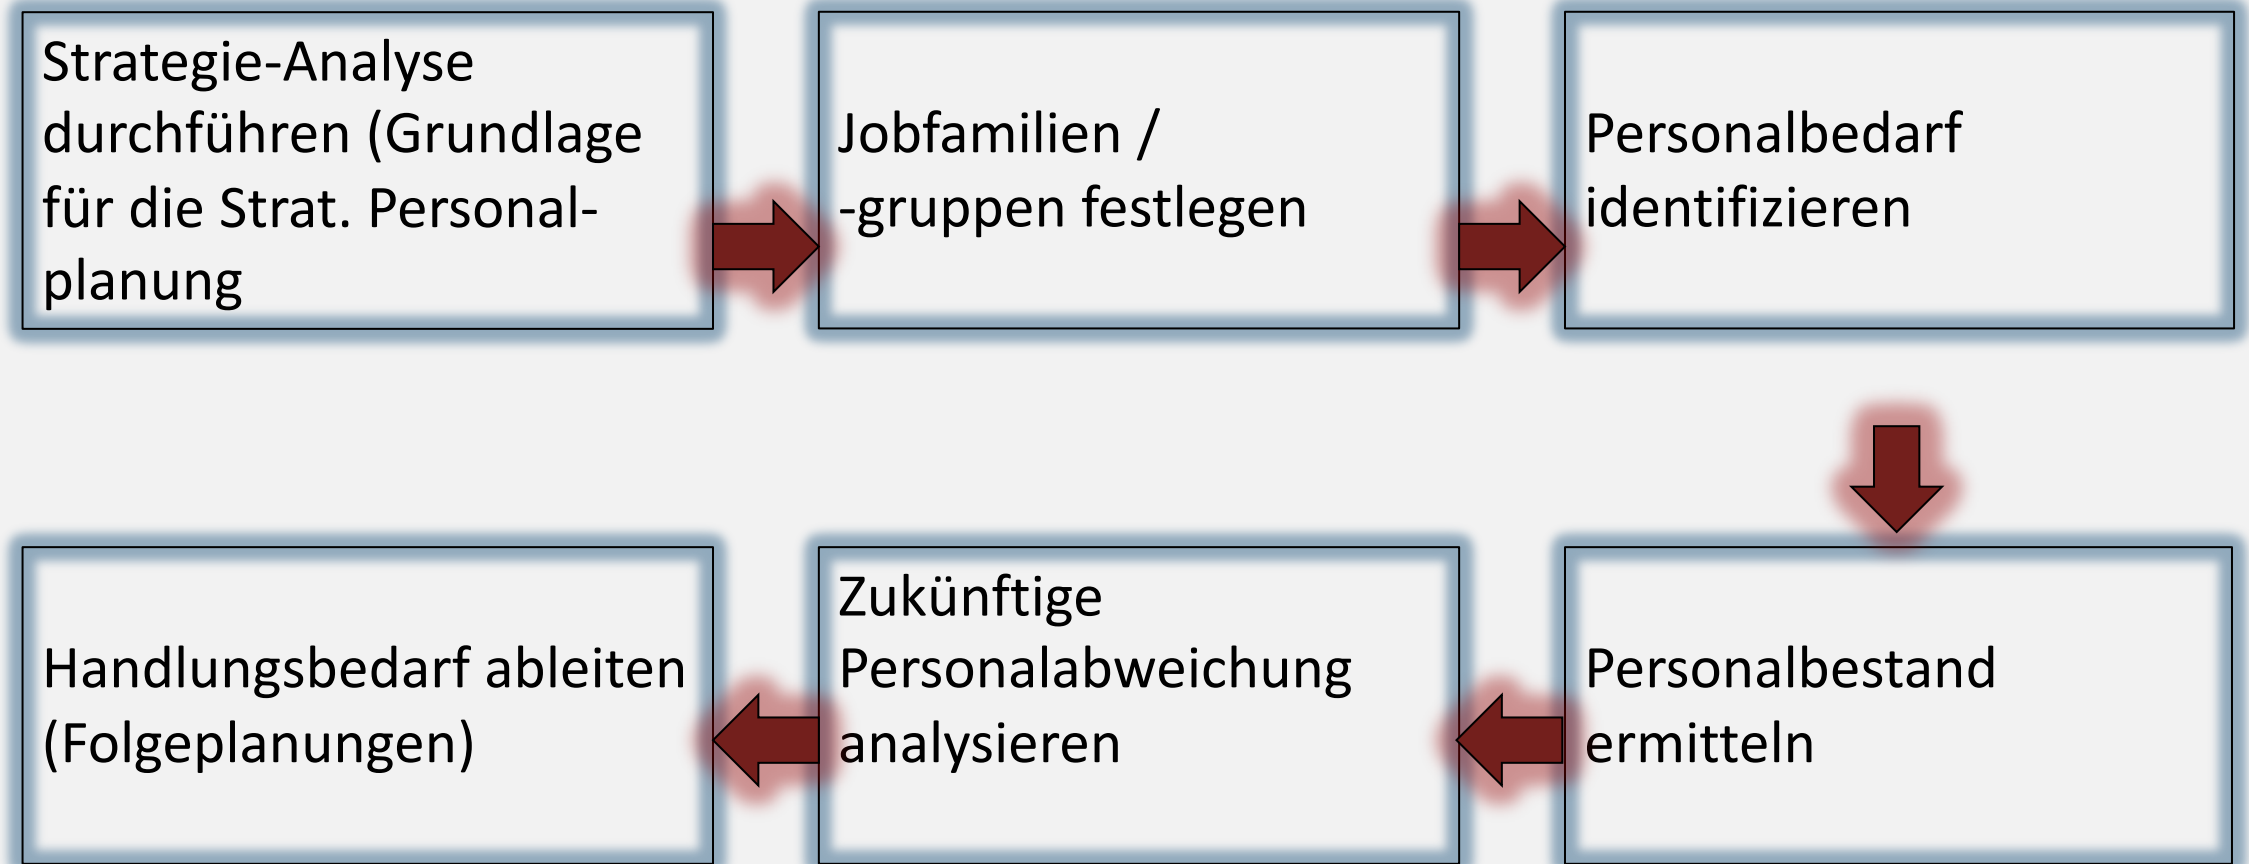 Strategie-Analyse
durchführen (Grundlage
für die Strat. Personal-
planung
Jobfamilien /
-gruppen festlegen
Personalbedarf
identifizieren
Personalbestand
ermitteln
Zukünftige
Personalabweichung
analysieren
Handlungsbedarf ableiten
(Folgeplanungen)